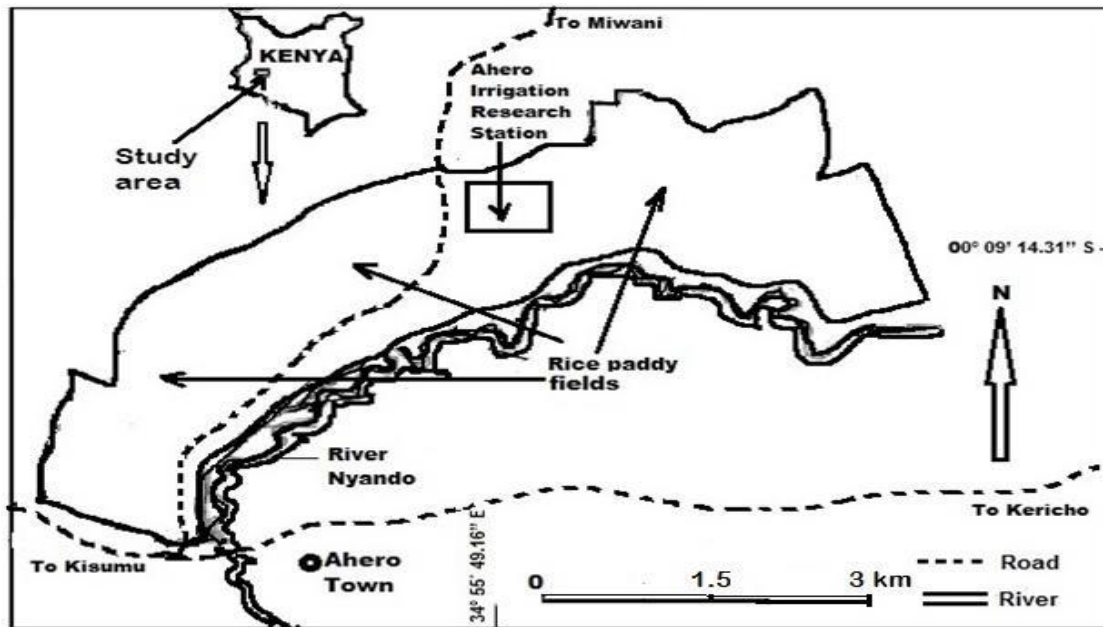 To Miwani
KENYA
Ahero
Irrigation
Research
Station
Study
area
00° 09' 14.31" S
N
Rice paddy
fields
River
Nyando
To Kericho
To Kisumu
Ahero
Town
34° 55' 49.16" E
0 1.5 3 km
Road
River